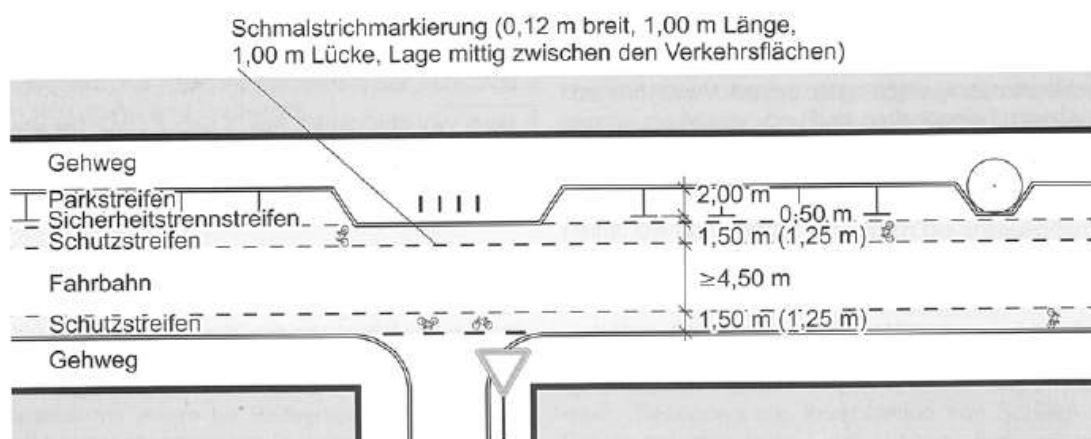 Schmalstrichmarkierung (0,12 m breit, 1,00 m Länge,
1,00 m Lücke, Lage mittig zwischen den Verkehrsflächen)
Gehweg
Parkstreifen
2,00 m
Sicherheitstrennstreifen
0,50 m
Schutzstreifen
1,50 m (1,25 m)
Fahrbahn
≥4,50 m
Schutzstreifen
1,50 m (1,25 m)
Gehweg